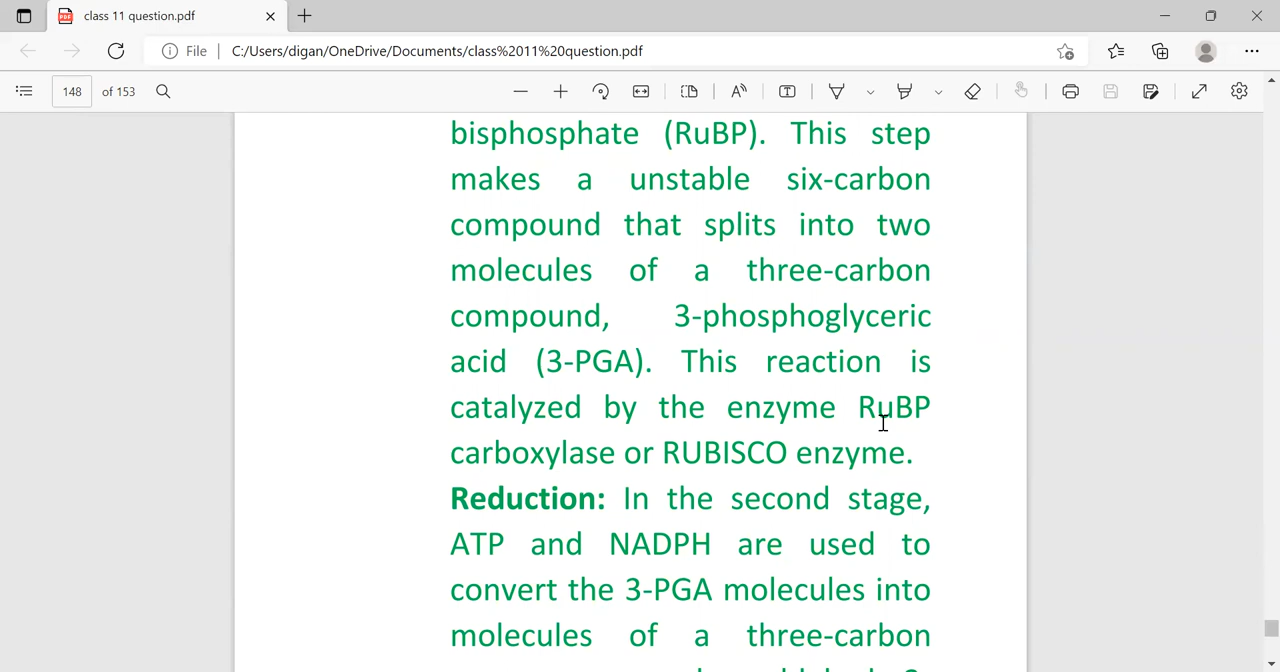 class 11 question.pdf
File
C:/Users/digan/OneDrive/Documents/class%2011%20question.pdf
148 of 153
bisphosphate (RuBP). This step
makes a unstable six-carbon
compound that splits into two
molecules of a three-carbon
compound, 3-phosphoglyceric
acid (3-PGA). This reaction is
catalyzed by the enzyme RuBP
carboxylase or RUBISCO enzyme.
Reduction: In the second stage,
ATP and NADPH are used to
convert the 3-PGA molecules into
molecules of a three-carbon